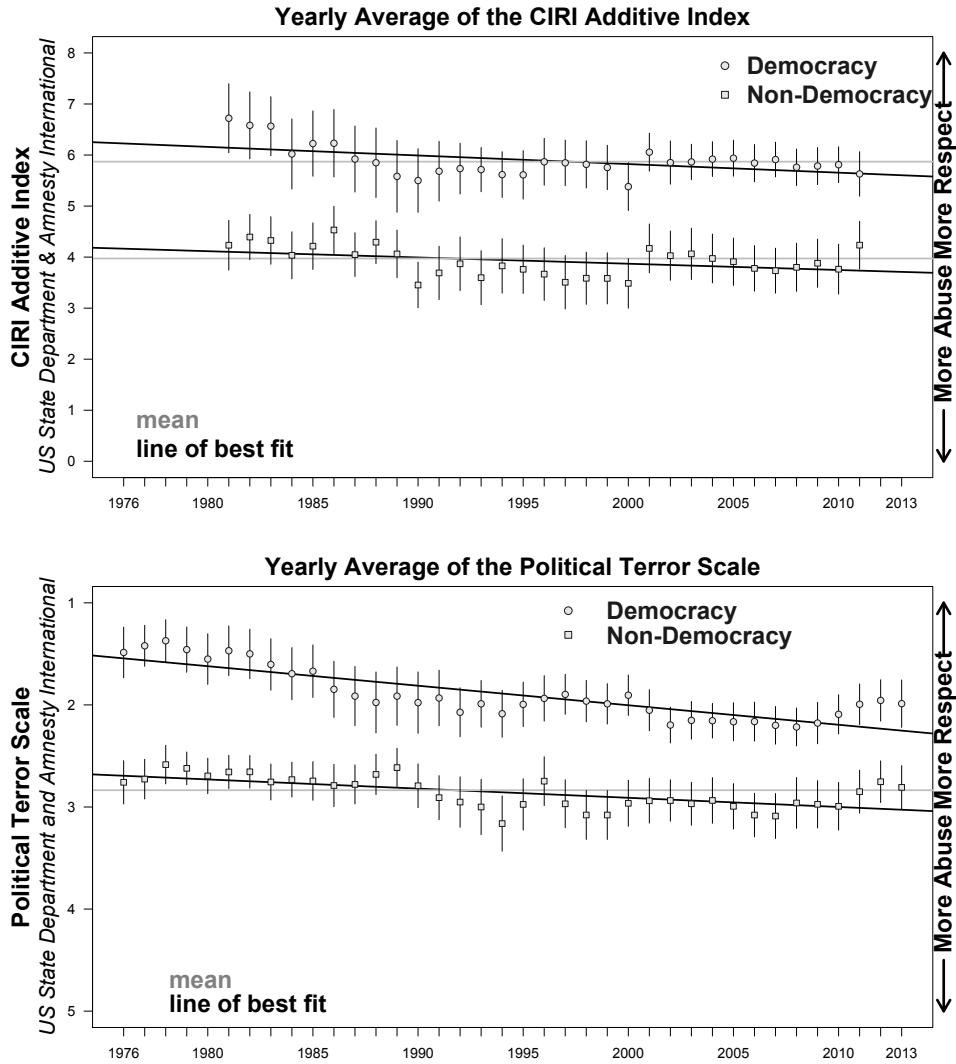 Yearly Average of the CIRI Additive Index
CIRI Additive Index
US State Department & Amnesty International
8
7
6
5
4
3
2
1
0
Democracy
Non-Democracy
mean
line of best fit
More Abuse More Respect
1976 1980 1985 1990 1995 2000 2005 2010 2013
Yearly Average of the Political Terror Scale
Political Terror Scale
US State Department and Amnesty International
1
2
3
4
5
Democracy
Non-Democracy
mean
line of best fit
More Abuse More Respect
1976 1980 1985 1990 1995 2000 2005 2010 2013